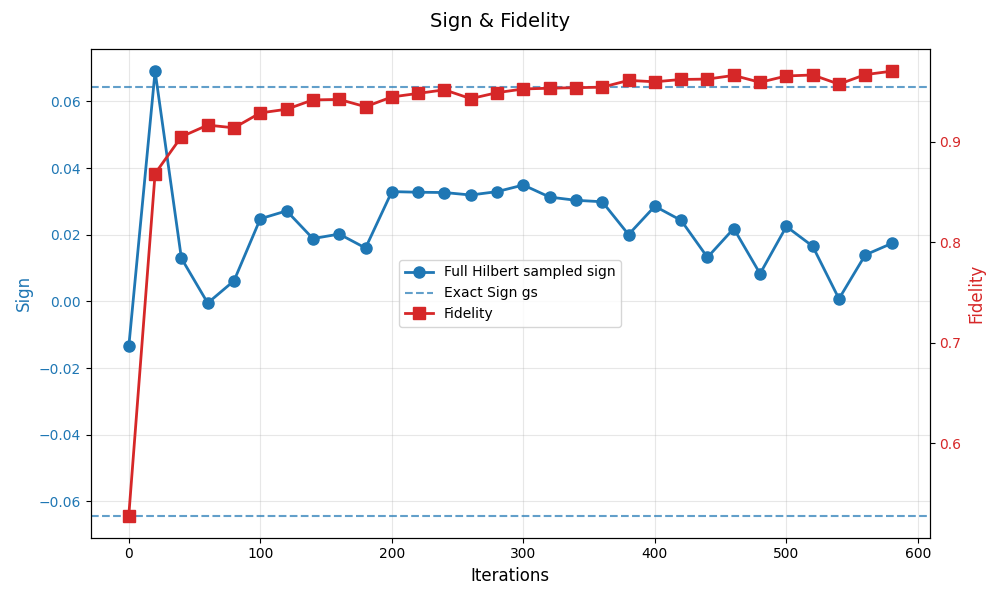 Sign & Fidelity
0.06
0.04
0.02
0.00
−0.02
−0.04
−0.06
Sign
0.9
0.8
0.7
0.6
Fidelity
Full Hilbert sampled sign
Exact Sign gs
Fidelity
0
100
200
300
400
500
600
Iterations